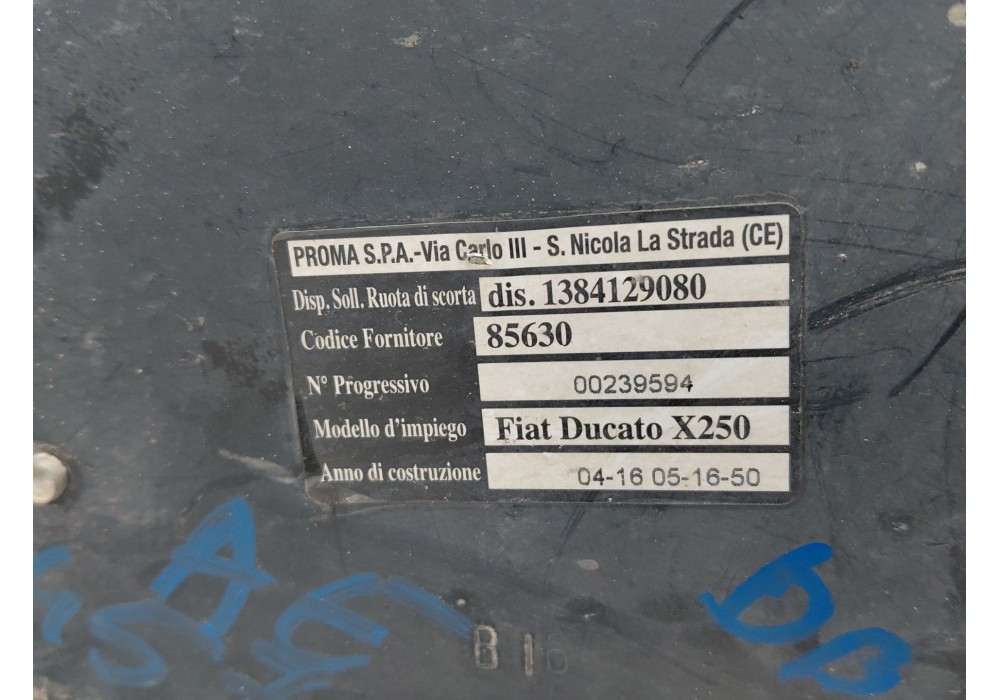 PROMA S.P.A.-Via Carlo III - S. Nicola La Strada (CE)
Disp. Soll. Ruota di scorta dis. 1384129080
Codice Fornitore 85630
N° Progressivo 00239594
Modello d'impiego Fiat Ducato X250
Anno di costruzione 04-16 05-16-50